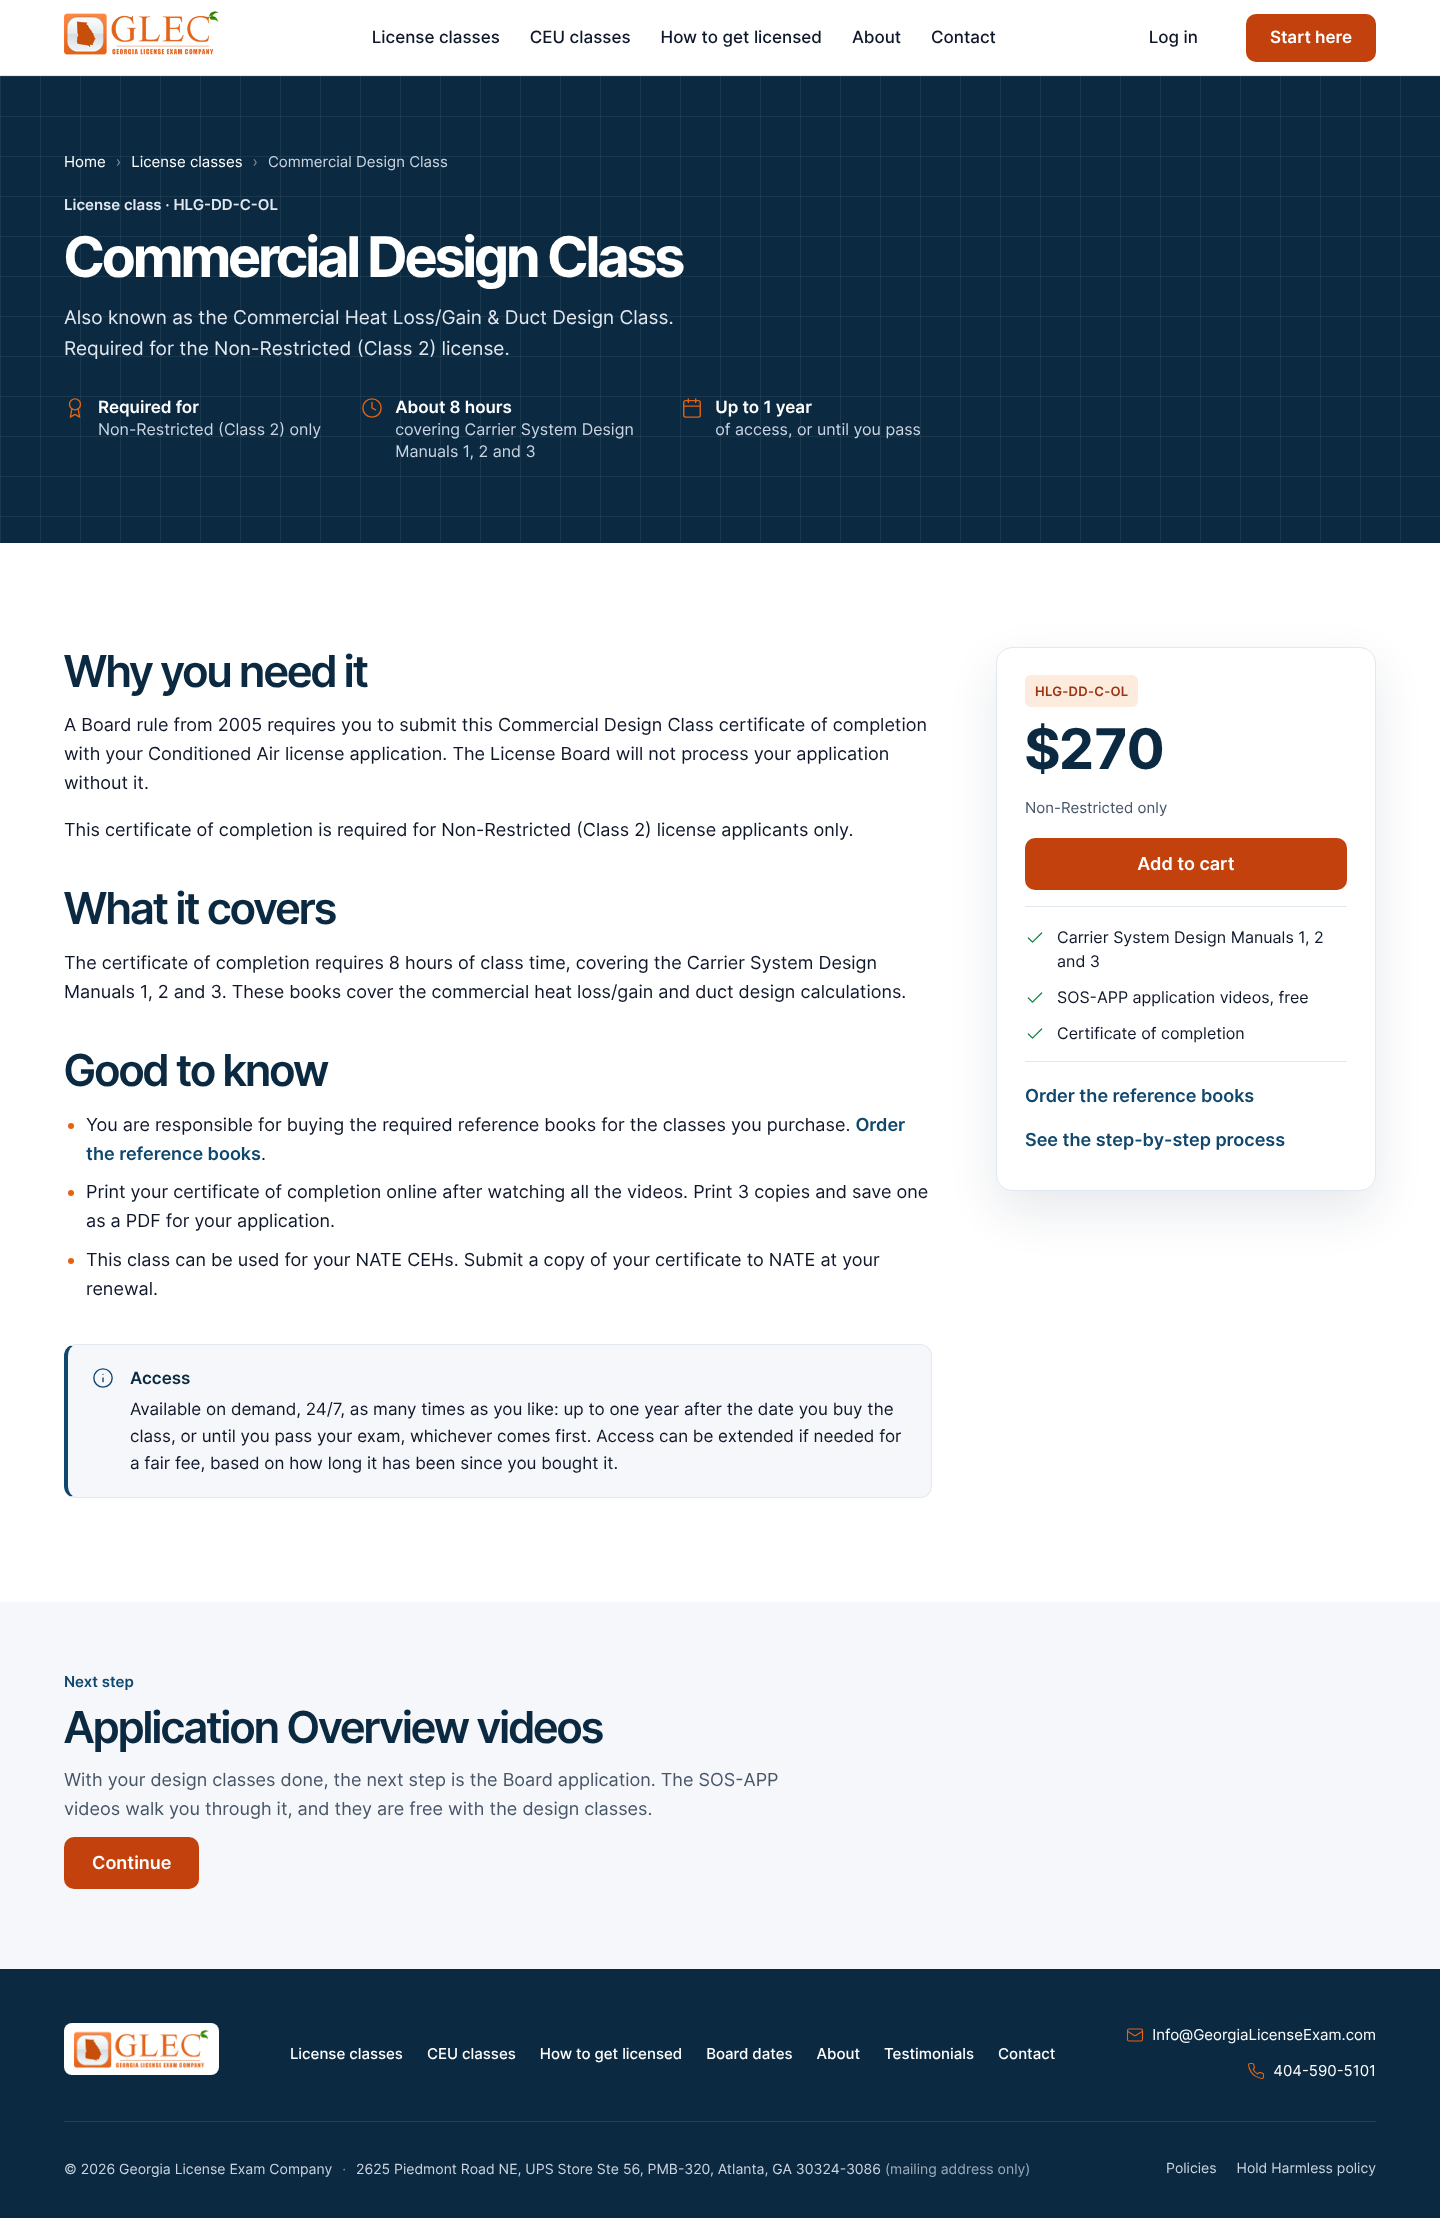 GLEC
GEORGIA LICENSE EXAM COMPANY
License classes
CEU classes
How to get licensed
About
Contact
Log in
Start here
Home › License classes › Commercial Design Class
License class · HLG-DD-C-OL
Commercial Design Class
Also known as the Commercial Heat Loss/Gain & Duct Design Class.
Required for the Non-Restricted (Class 2) license.
Required for
Non-Restricted (Class 2) only
About 8 hours
covering Carrier System Design
Manuals 1, 2 and 3
Up to 1 year
of access, or until you pass
Why you need it
A Board rule from 2005 requires you to submit this Commercial Design Class certificate of completion
with your Conditioned Air license application. The License Board will not process your application
without it.
This certificate of completion is required for Non-Restricted (Class 2) license applicants only.
What it covers
The certificate of completion requires 8 hours of class time, covering the Carrier System Design
Manuals 1, 2 and 3. These books cover the commercial heat loss/gain and duct design calculations.
Good to know
• You are responsible for buying the required reference books for the classes you purchase. Order
the reference books.
• Print your certificate of completion online after watching all the videos. Print 3 copies and save one
as a PDF for your application.
• This class can be used for your NATE CEHs. Submit a copy of your certificate to NATE at your
renewal.
Access
Available on demand, 24/7, as many times as you like: up to one year after the date you buy the
class, or until you pass your exam, whichever comes first. Access can be extended if needed for
a fair fee, based on how long it has been since you bought it.
HLG-DD-C-OL
$270
Non-Restricted only
Add to cart
Carrier System Design Manuals 1, 2
and 3
SOS-APP application videos, free
Certificate of completion
Order the reference books
See the step-by-step process
Next step
Application Overview videos
With your design classes done, the next step is the Board application. The SOS-APP
videos walk you through it, and they are free with the design classes.
Continue
GLEC
GEORGIA LICENSE EXAM COMPANY
License classes
CEU classes
How to get licensed
Board dates
About
Testimonials
Contact
Info@GeorgiaLicenseExam.com
404-590-5101
© 2026 Georgia License Exam Company · 2625 Piedmont Road NE, UPS Store Ste 56, PMB-320, Atlanta, GA 30324-3086 (mailing address only)
Policies
Hold Harmless policy